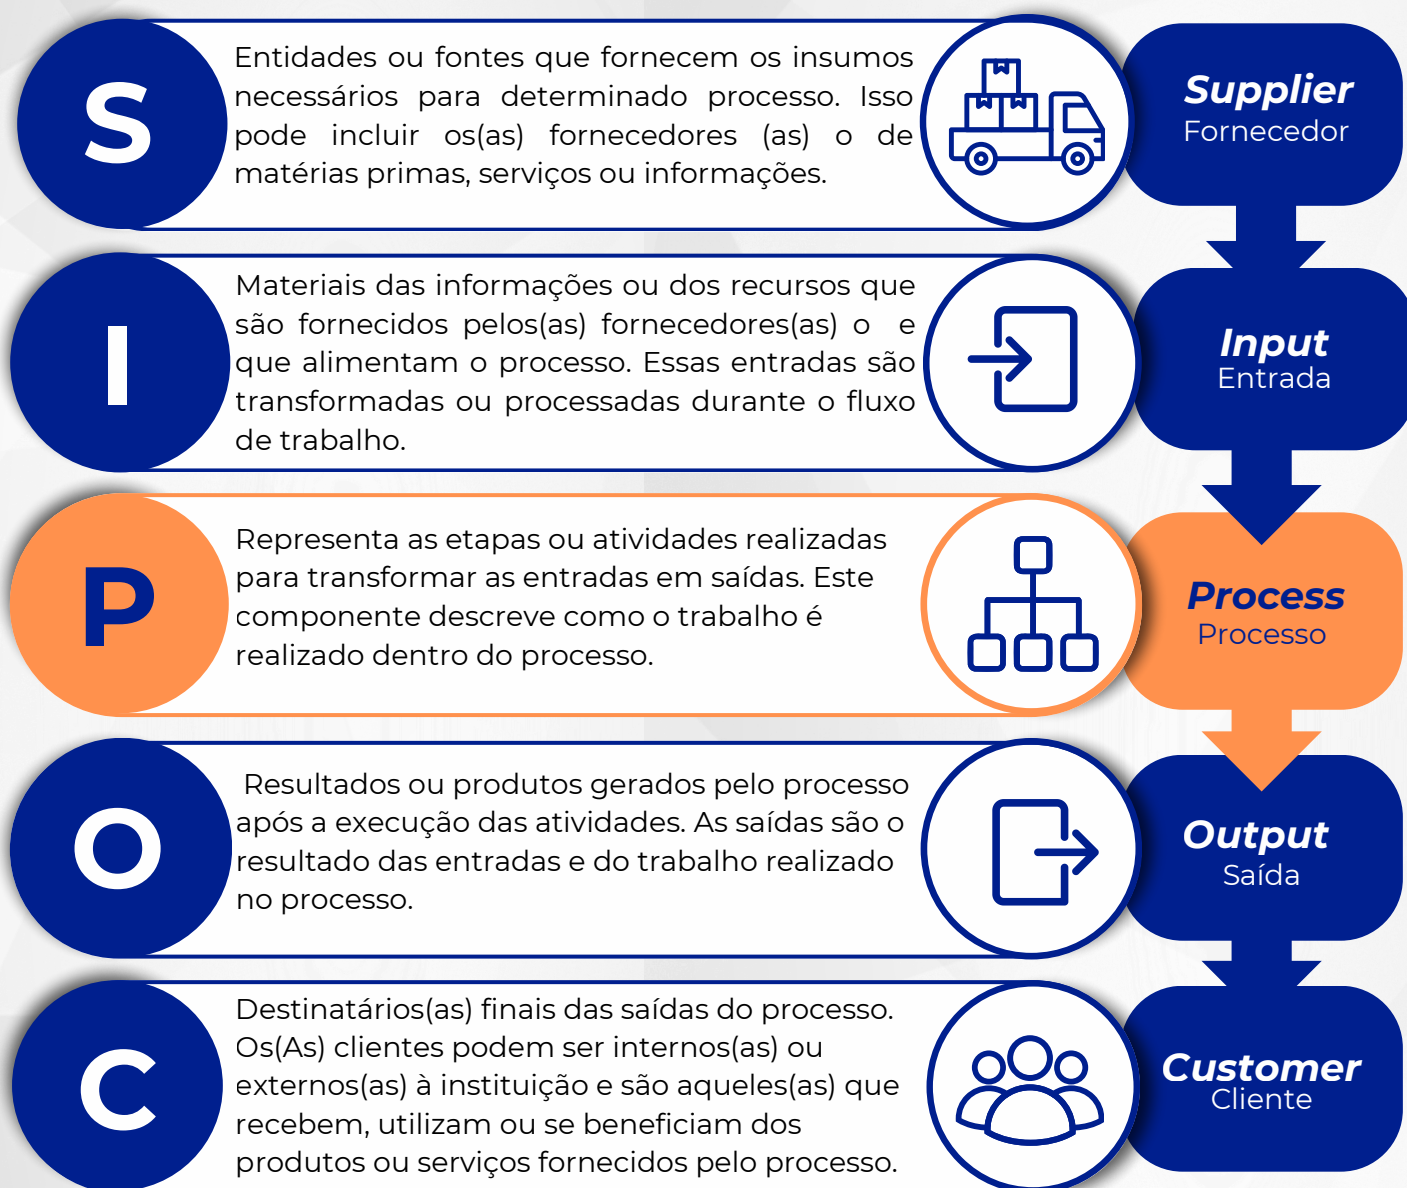 S
Entidades ou fontes que fornecem os insumos
necessários para determinado processo. Isso
pode incluir os(as) fornecedores (as) o de
matérias primas, serviços ou informações.
Supplier
Fornecedor
I
Materiais das informações ou dos recursos que
são fornecidos pelos(as) fornecedores(as) o e
que alimentam o processo. Essas entradas são
transformadas ou processadas durante o fluxo
de trabalho.
Input
Entrada
P
Representa as etapas ou atividades realizadas
para transformar as entradas em saídas. Este
componente descreve como o trabalho é
realizado dentro do processo.
Process
Processo
O
Resultados ou produtos gerados pelo processo
após a execução das atividades. As saídas são o
resultado das entradas e do trabalho realizado
no processo.
Output
Saída
C
Destinatários(as) finais das saídas do processo.
Os(As) clientes podem ser internos(as) ou
externos(as) à instituição e são aqueles(as) que
recebem, utilizam ou se beneficiam dos
produtos ou serviços fornecidos pelo processo.
Customer
Cliente